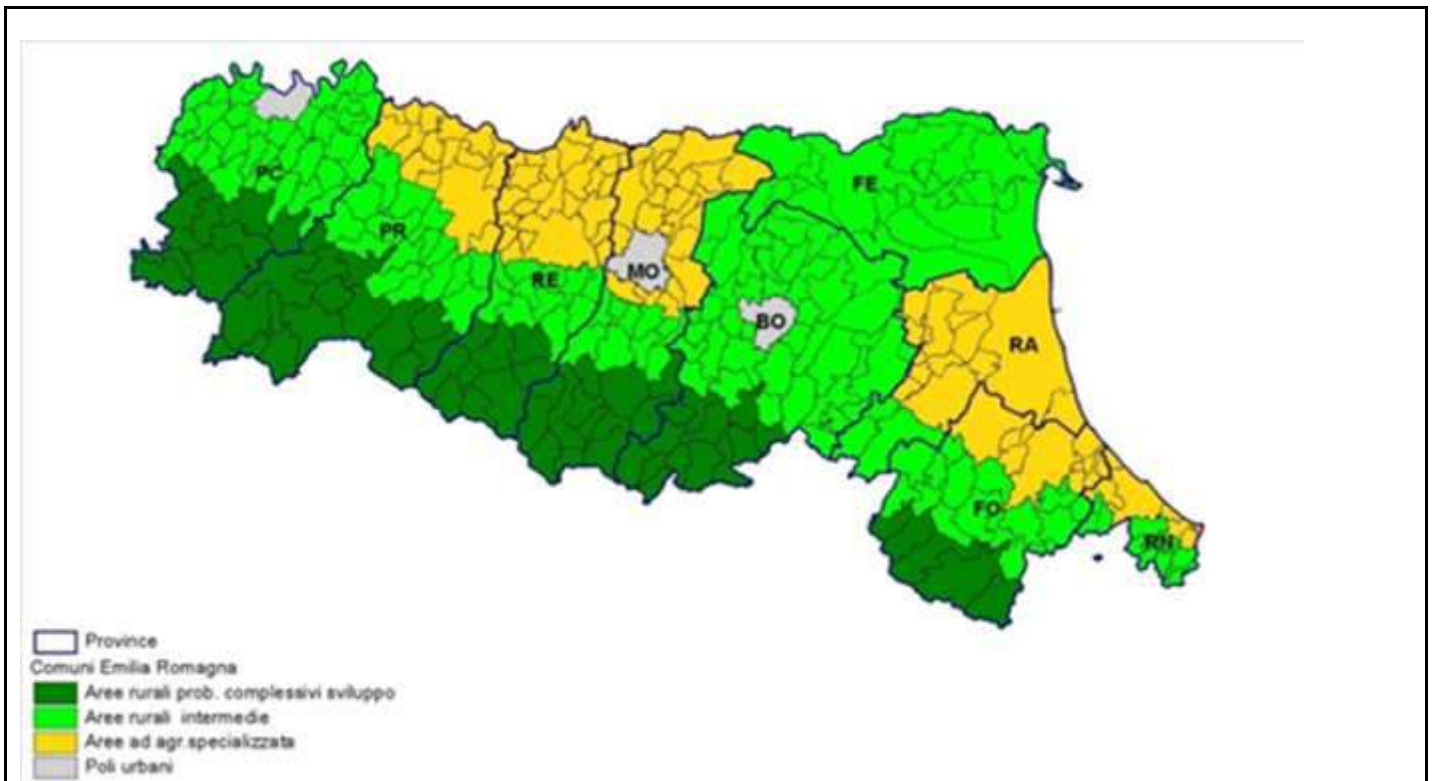 PC
FE
PR
RE
MO
BO
RA
FO
RN
Province
Comuni Emilia Romagna
Aree rurali prob. complessivi sviluppo
Aree rurali intermedie
Aree ad agr.specializzata
Poli urbani